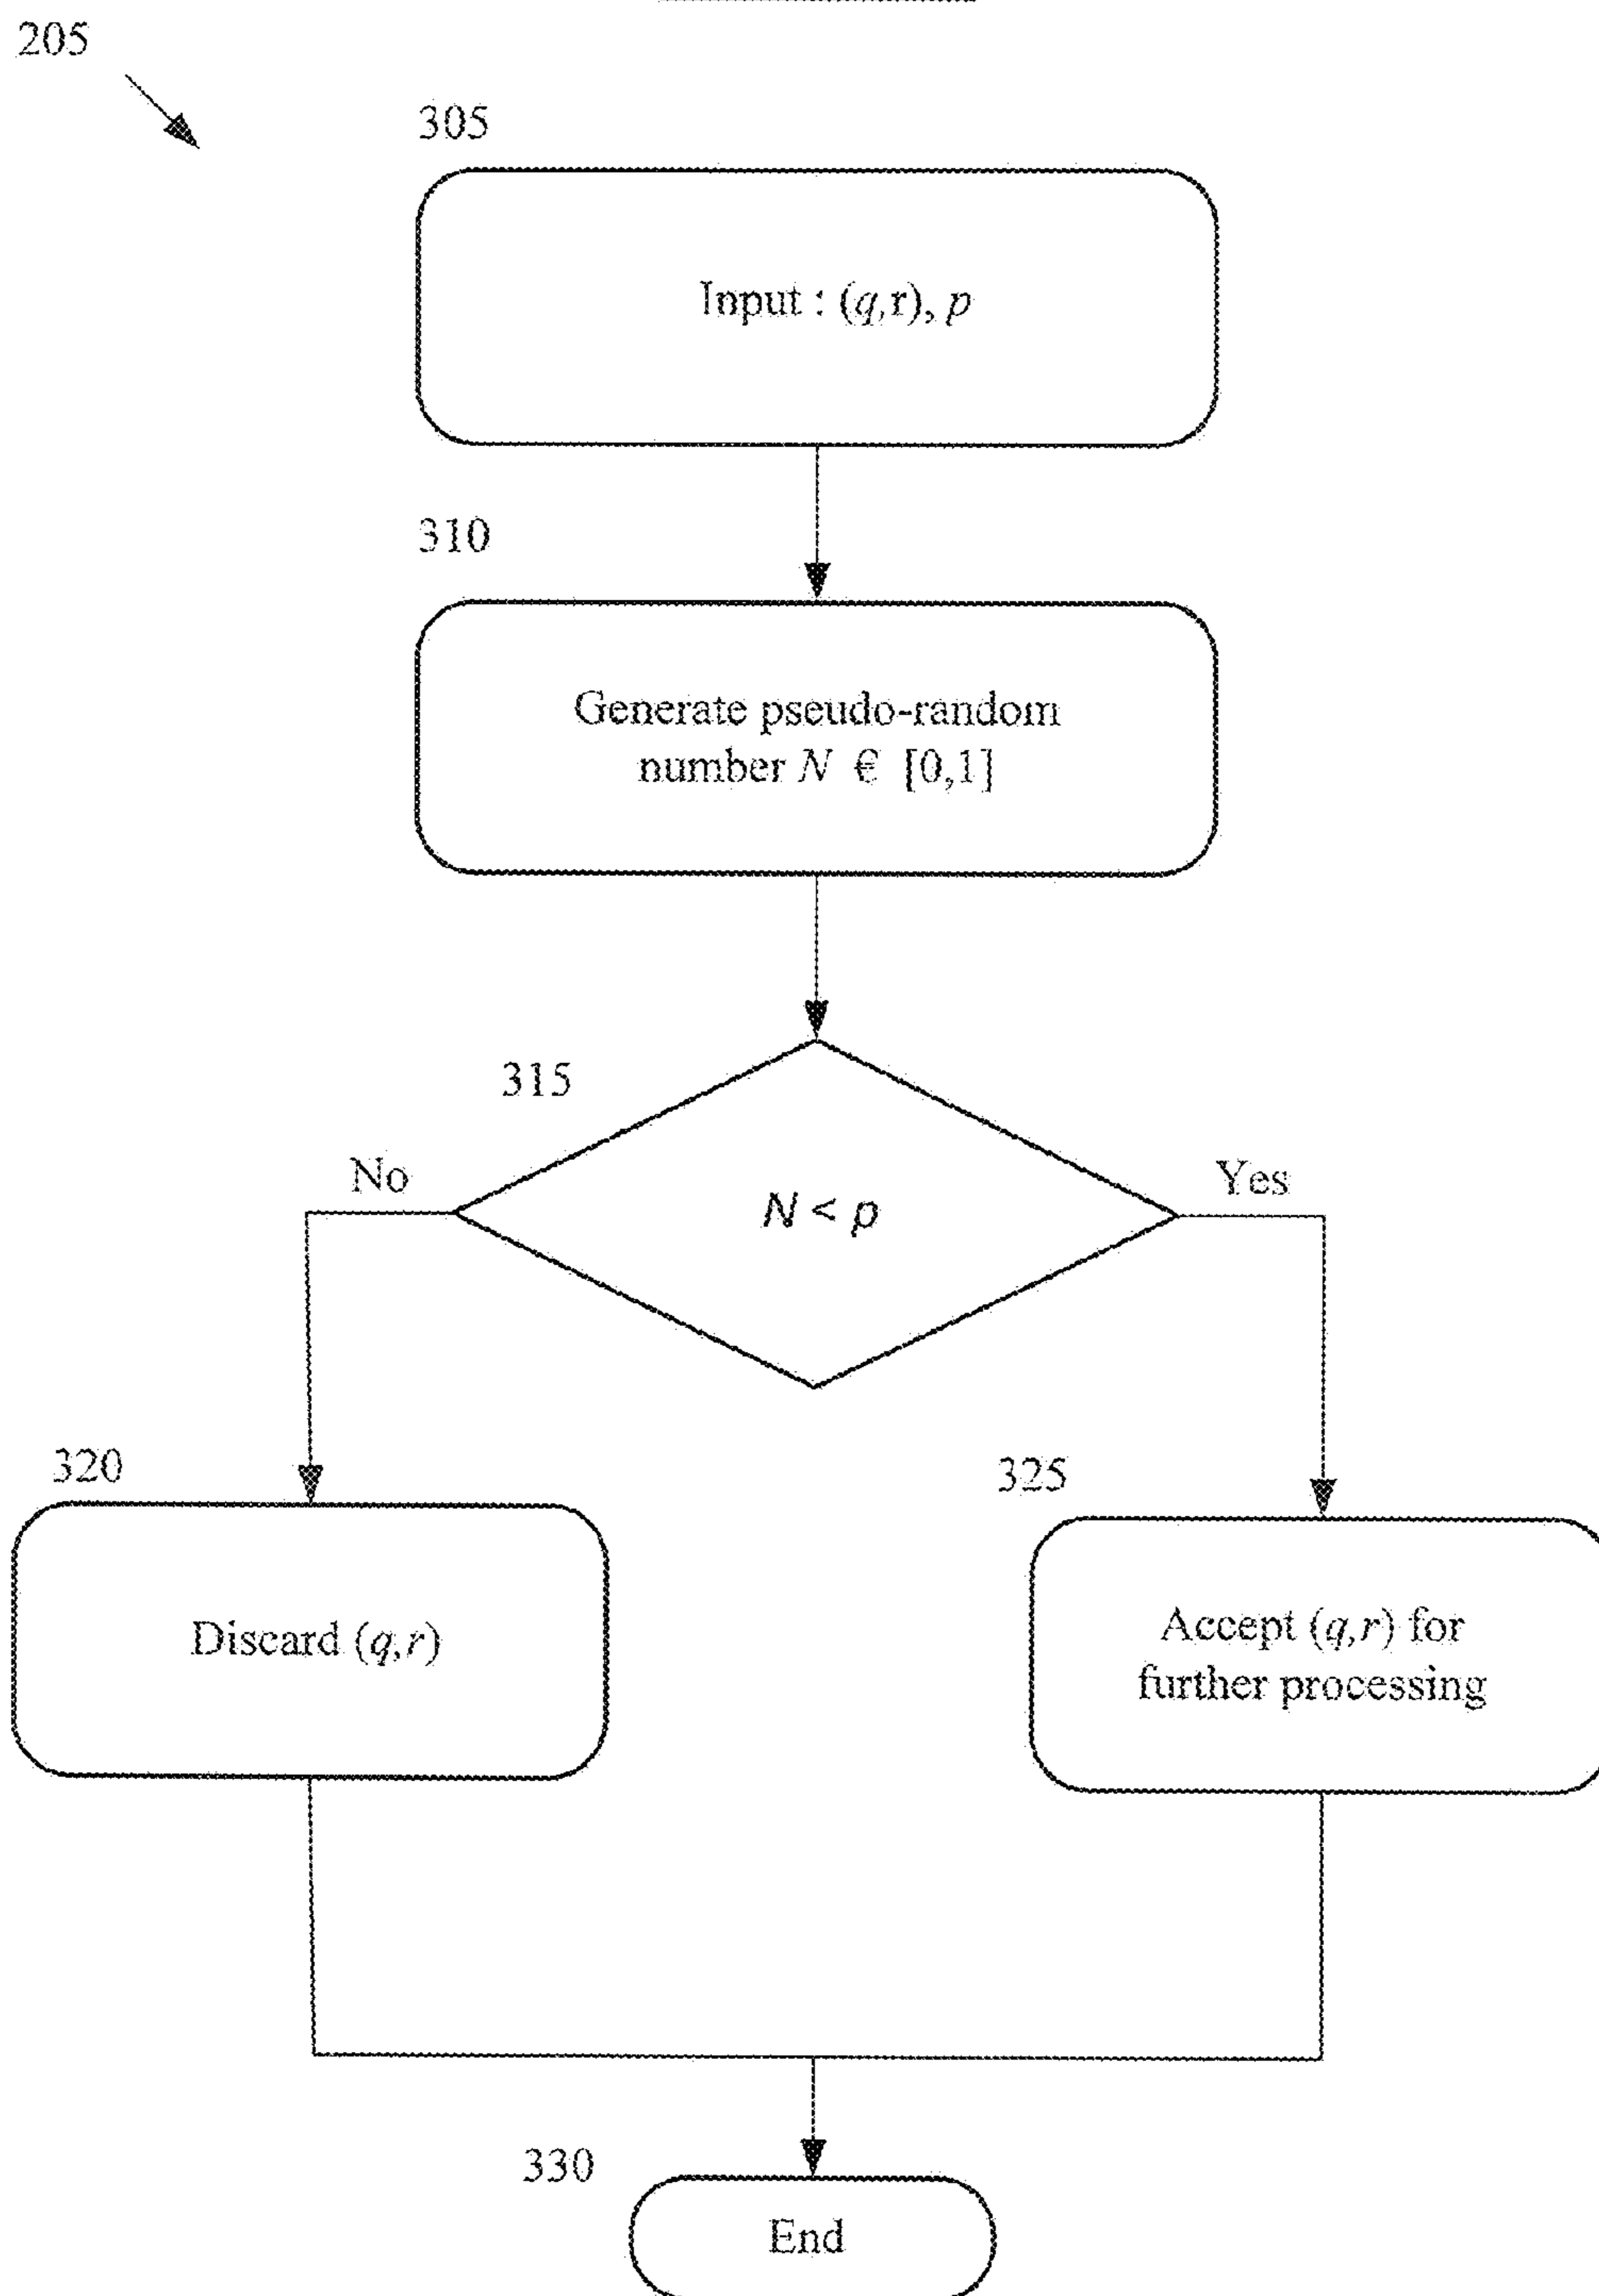 205
305
Input : (q,r), p
310
Generate pseudo-random
number N € [0,1]
315
No
Yes
N < p
320
325
Discard (q,r)
Accept (q,r) for
further processing
330
End